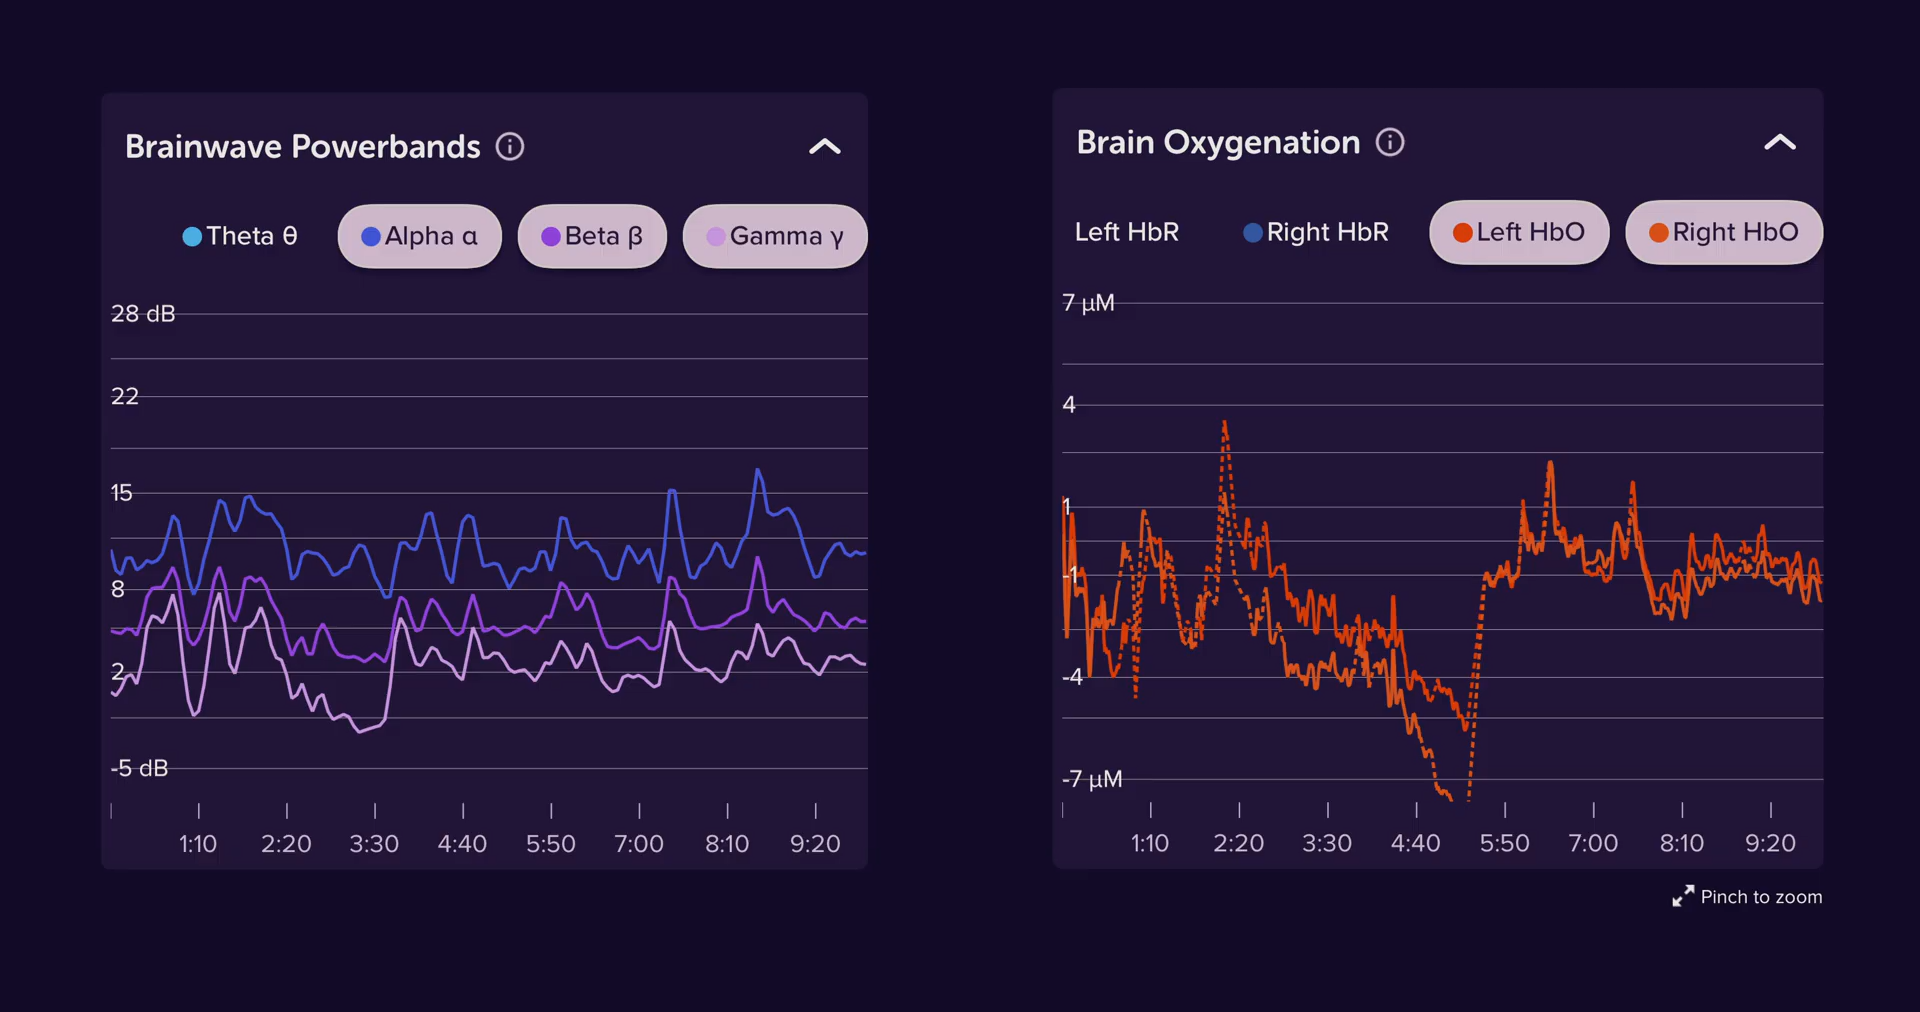 Brainwave Powerbands
Theta θ
Alpha α
Beta β
Gamma γ
28 dB
22
15
8
2
-5 dB
1:10 2:20 3:30 4:40 5:50 7:00 8:10 9:20
Brain Oxygenation
Left HbR
Right HbR
Left HbO
Right HbO
7 μM
4
1
-1
-4
-7 μM
1:10 2:20 3:30 4:40 5:50 7:00 8:10 9:20
Pinch to zoom